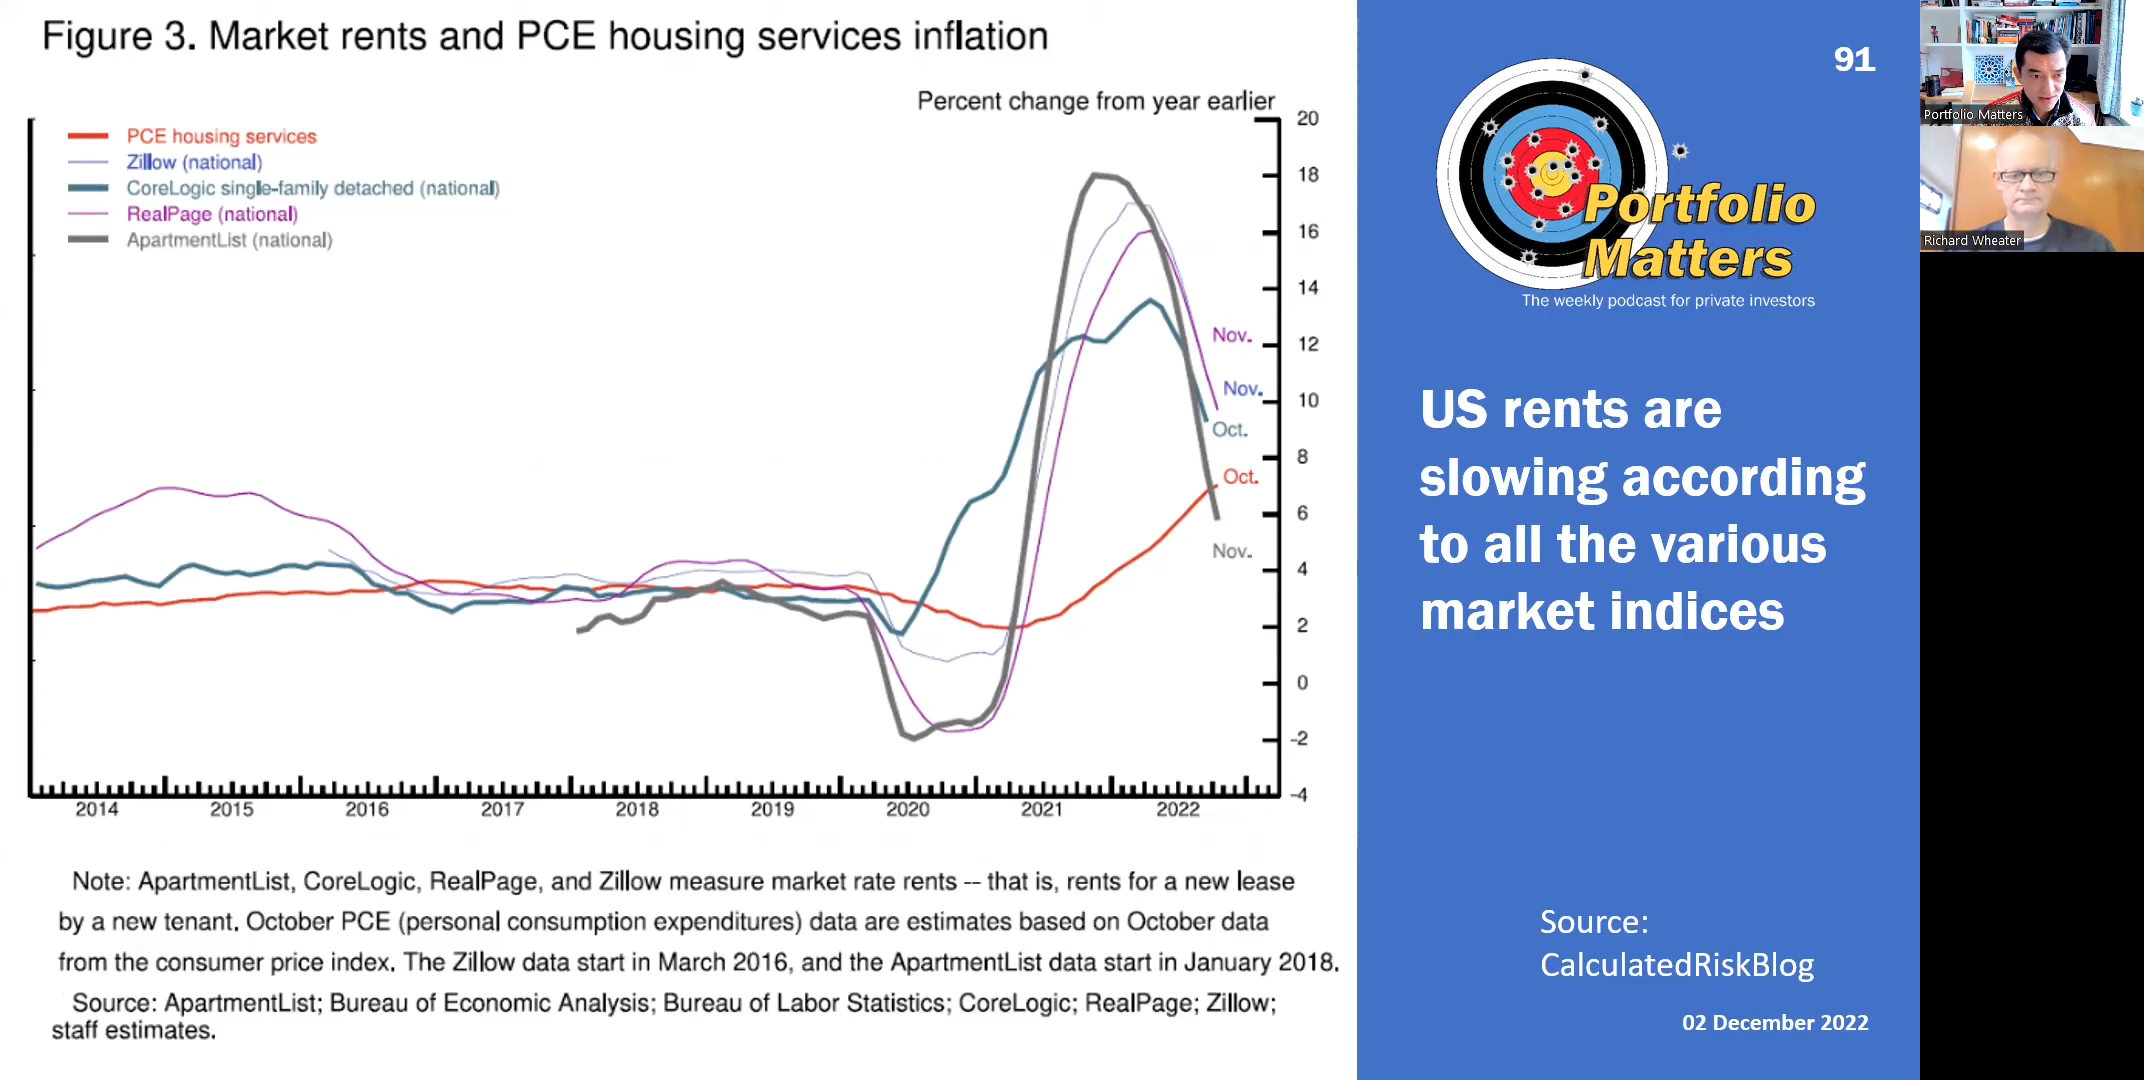 Figure 3. Market rents and PCE housing services inflation
Percent change from year earlier
PCE housing services
Zillow (national)
CoreLogic single-family detached (national)
RealPage (national)
ApartmentList (national)
20
18
16
14
12
10
8
6
4
2
0
-2
-4
Nov.
Nov.
Oct.
Oct.
Nov.
2014 2015 2016 2017 2018 2019 2020 2021 2022
Note: ApartmentList, CoreLogic, RealPage, and Zillow measure market rate rents -- that is, rents for a new lease
by a new tenant. October PCE (personal consumption expenditures) data are estimates based on October data
from the consumer price index. The Zillow data start in March 2016, and the ApartmentList data start in January 2018.
Source: ApartmentList; Bureau of Economic Analysis; Bureau of Labor Statistics; CoreLogic; RealPage; Zillow;
staff estimates.
91
Portfolio
Matters
The weekly podcast for private investors
US rents are
slowing according
to all the various
market indices
Source:
CalculatedRiskBlog
02 December 2022
Portfolio Matters
Richard Wheater